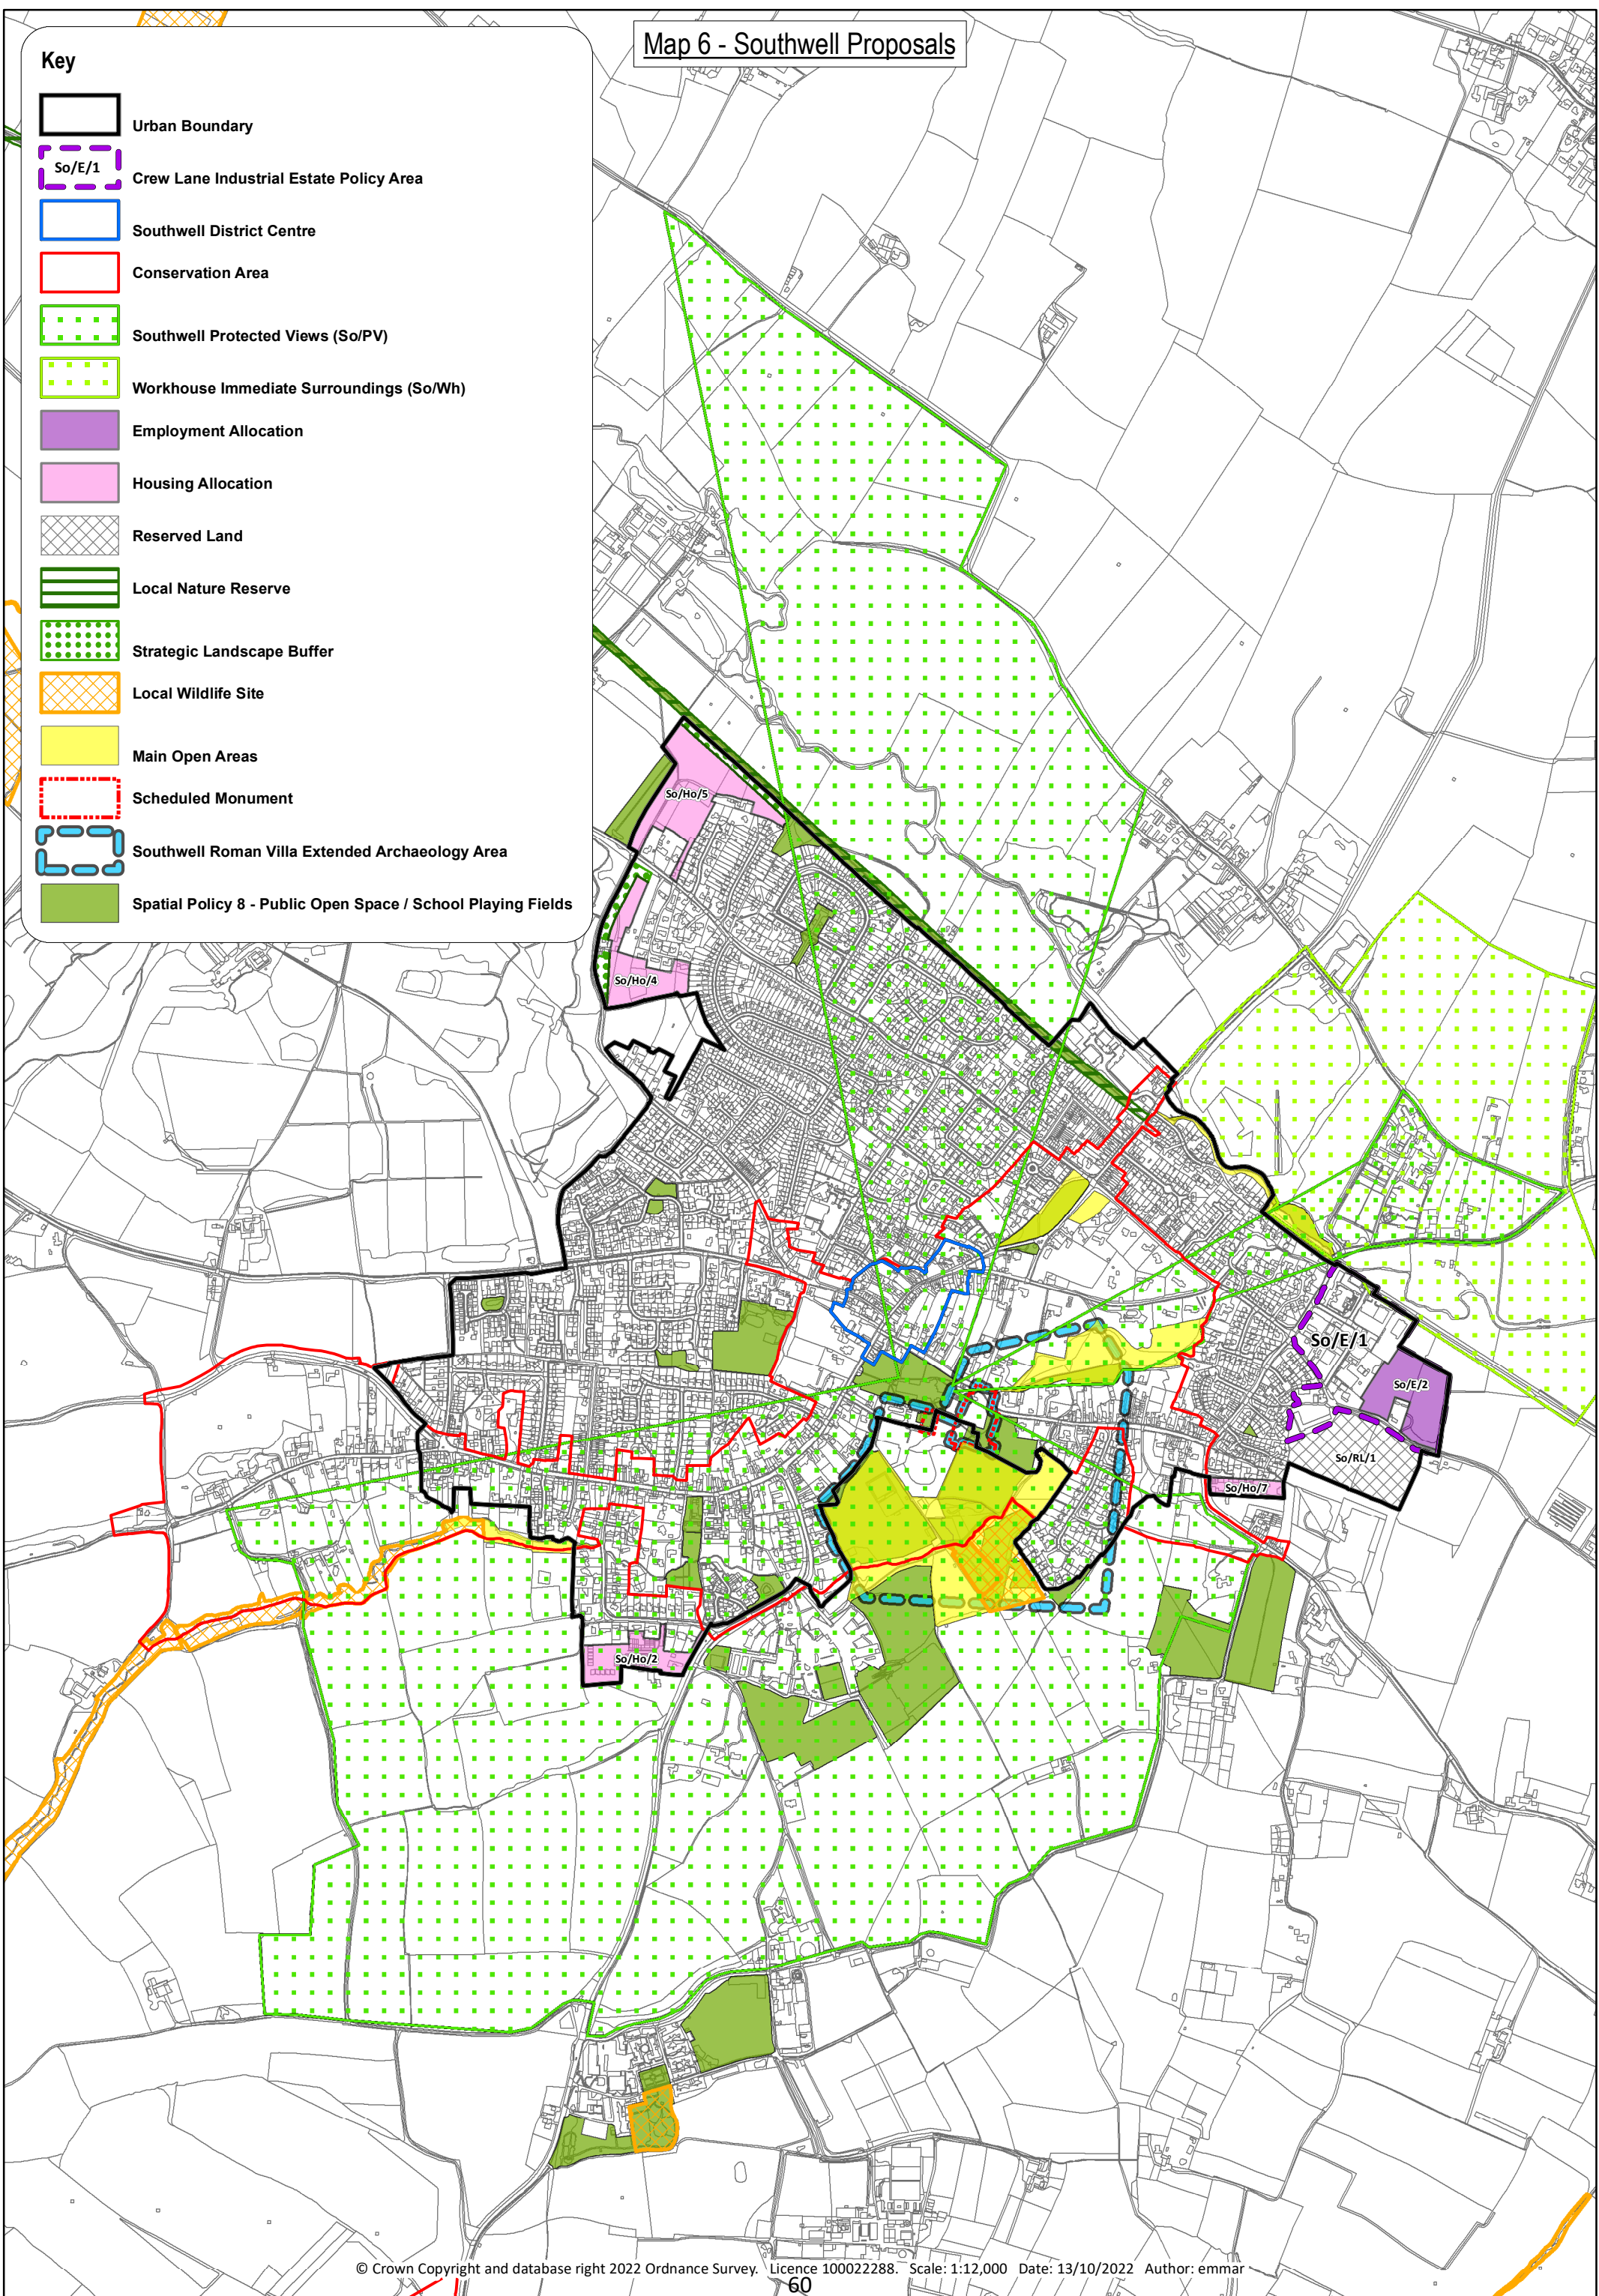 Map 6 - Southwell Proposals
Key
Urban Boundary
So/E/1
Crew Lane Industrial Estate Policy Area
Southwell District Centre
Conservation Area
Southwell Protected Views (So/PV)
Workhouse Immediate Surroundings (So/Wh)
Employment Allocation
Housing Allocation
Reserved Land
Local Nature Reserve
Strategic Landscape Buffer
Local Wildlife Site
Main Open Areas
Scheduled Monument
Southwell Roman Villa Extended Archaeology Area
Spatial Policy 8 - Public Open Space / School Playing Fields
So/Ho/5
So/Ho/4
So/E/1
So/E/2
So/RL/1
So/Ho/7
So/Ho/2
© Crown Copyright and database right 2022 Ordnance Survey. Licence 1000022288. Scale: 1:12,000 Date: 13/10/2022 Author: emmar
60